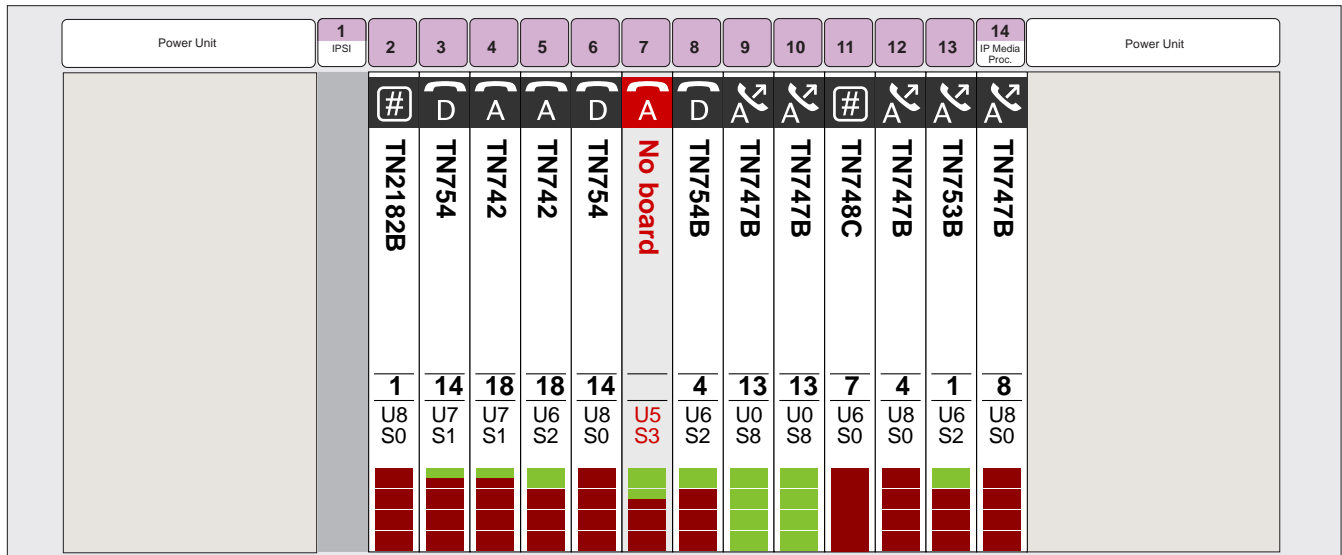 Power Unit
1
IPSI
2
3
4
5
6
7
8
9
10
11
12
13
14
IP Media
Proc.
Power Unit
# D A A D A D A A # A A A
TN2182B
TN754
TN742
TN742
TN754
No board
TN754B
TN747B
TN747B
TN748C
TN747B
TN753B
TN747B
1 14 18 18 14 4 13 13 7 4 1 8
U8 U7 U7 U6 U8 U5 U6 U0 U0 U6 U8 U6 U8
S0 S1 S1 S2 S0 S3 S2 S8 S8 S0 S0 S2 S0